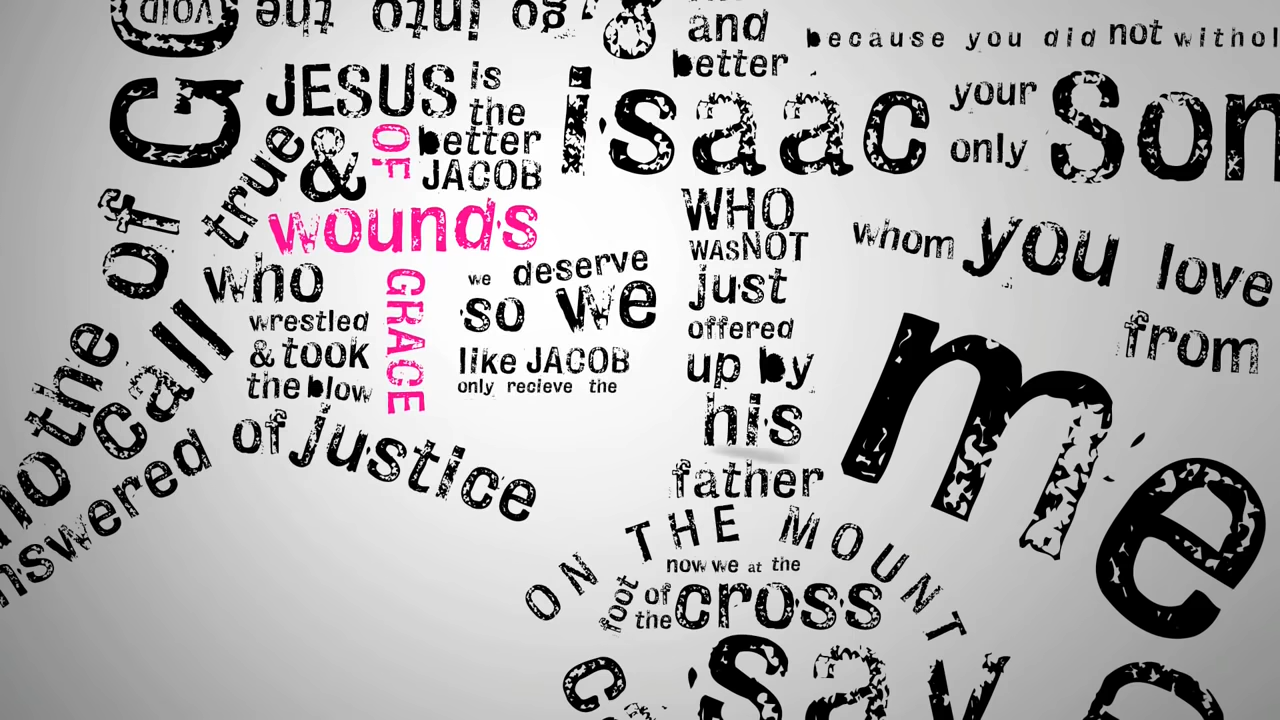 void
the
into
go
&
and
better
because you did not withol
your
only
Son
GO
of
the
true
call
answered
JESUS is the better JACOB
&
OF
wounds
GRACE
who
wrestled
& took
the blow
of justice
we deserve
so we
like JACOB
only recieve the
isaac
WHO
WAS NOT
just
offered
up by
his
father
ON THE MOUNT
now we at the
foot of the cross
whom you love
from
me
say